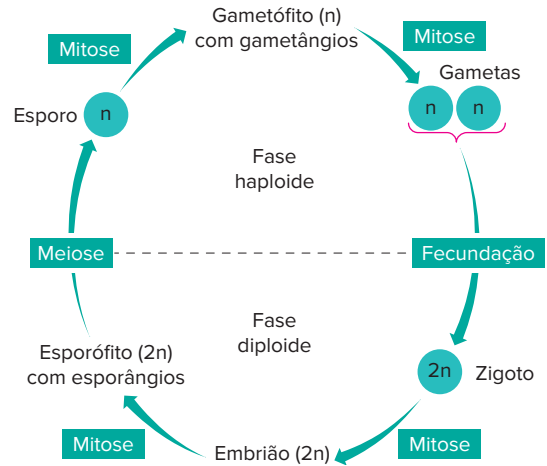 Gametófito (n)
com gametângios
Mitose
Mitose
Gametas
n
n
Esporo
n
Fase
haploide
Meiose
Fecundação
Fase
diploide
Esporófito (2n)
com esporângios
2n
Zigoto
Mitose
Mitose
Embrião (2n)